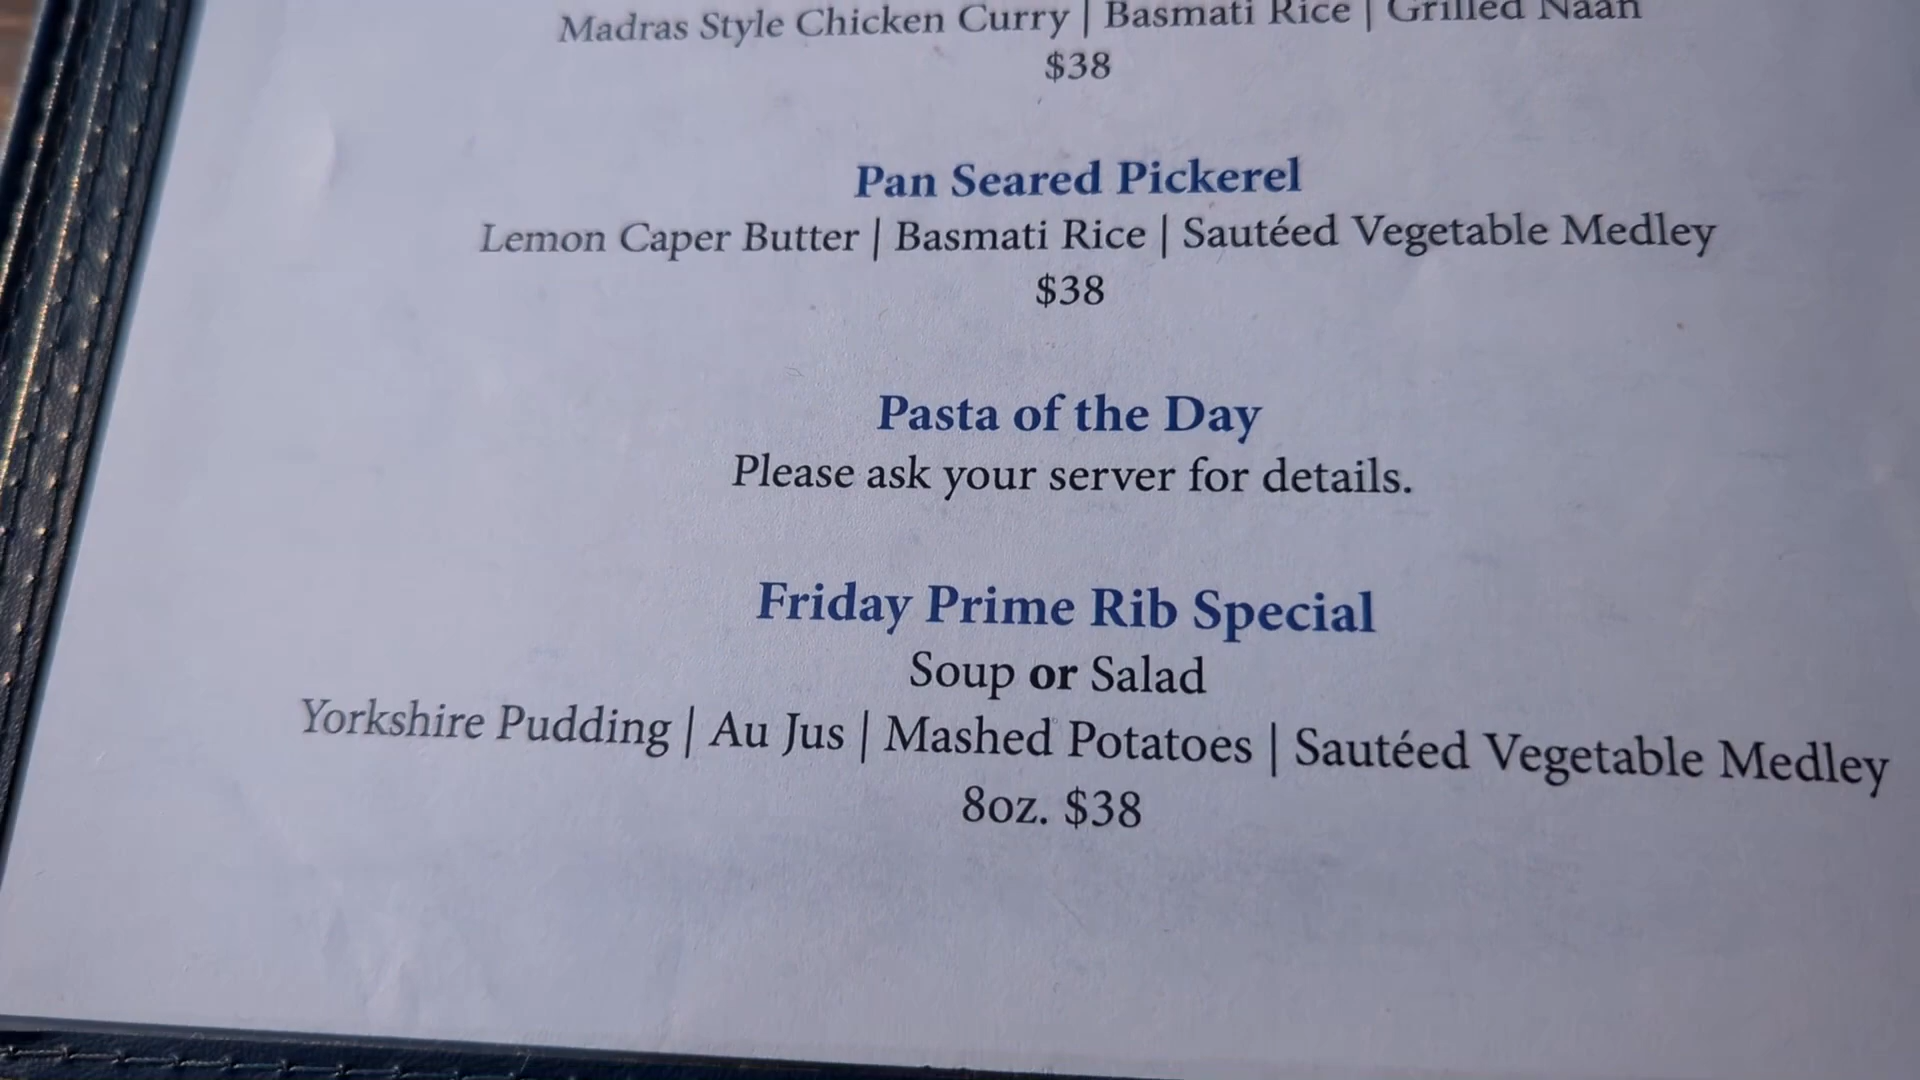 Madras Style Chicken Curry | Basmati Rice | Grilled Naan
$38
Pan Seared Pickerel
Lemon Caper Butter | Basmati Rice | Sautéed Vegetable Medley
$38
Pasta of the Day
Please ask your server for details.
Friday Prime Rib Special
Soup or Salad
Yorkshire Pudding | Au Jus | Mashed Potatoes | Sautéed Vegetable Medley
8oz. $38